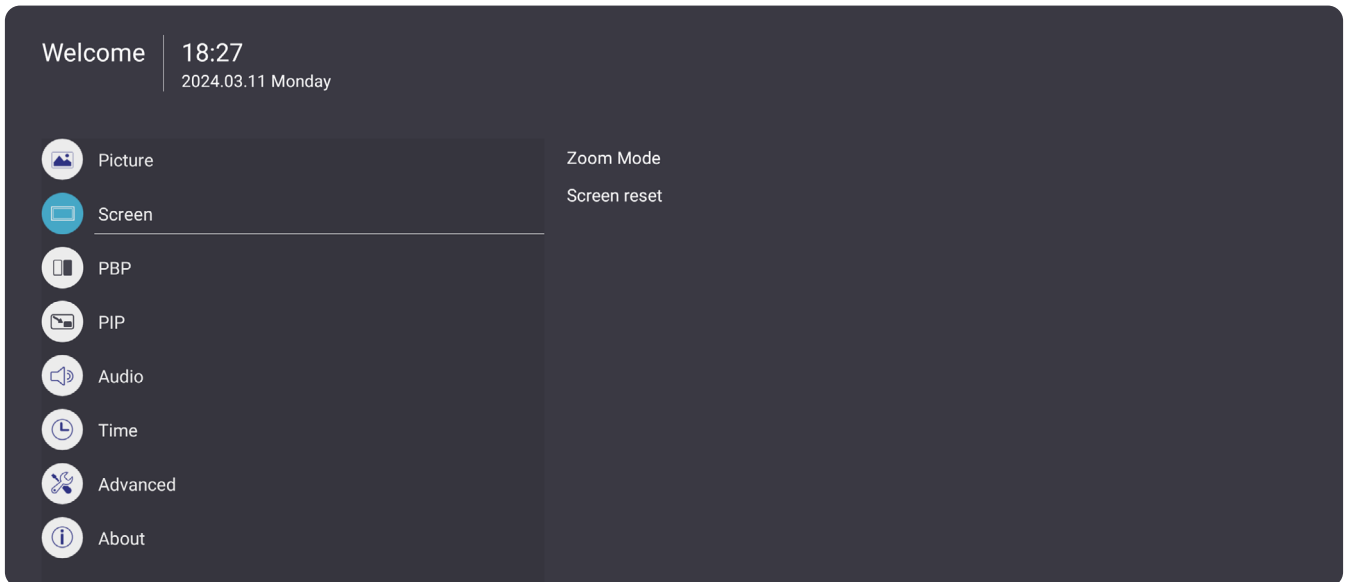 Welcome
18:27
2024.03.11 Monday
Picture
Screen
PBP
PIP
Audio
Time
Advanced
About
Zoom Mode
Screen reset